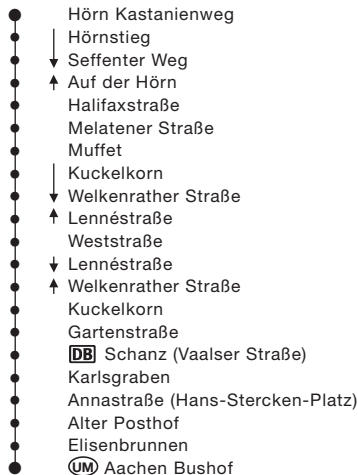 Hörn Kastanienweg
Hörnstieg
Seffenter Weg
Auf der Hörn
Halifaxstraße
Melatener Straße
Muffet
Kuckelkorn
Welkenrather Straße
Lennéstraße
Weststraße
Lennéstraße
Welkenrather Straße
Kuckelkorn
Gartenstraße
DB Schanz (Vaalser Straße)
Karlsgraben
Annastraße (Hans-Stercken-Platz)
Alter Posthof
Elisenbrunnen
UM Aachen Bushof